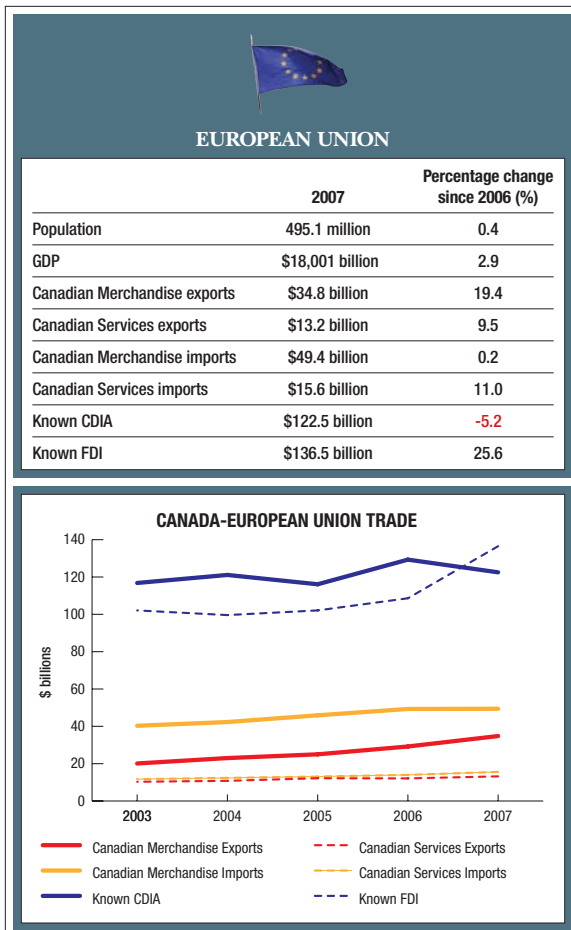 EUROPEAN UNION
2007 Percentage change since 2006 (%)
Population 495.1 million 0.4
GDP $18,001 billion 2.9
Canadian Merchandise exports $34.8 billion 19.4
Canadian Services exports $13.2 billion 9.5
Canadian Merchandise imports $49.4 billion 0.2
Canadian Services imports $15.6 billion 11.0
Known CDIA $122.5 billion -5.2
Known FDI $136.5 billion 25.6
CANADA-EUROPEAN UNION TRADE
$ billions
140
120
100
80
60
40
20
0
2003 2004 2005 2006 2007
Canadian Merchandise Exports Canadian Services Exports
Canadian Merchandise Imports Canadian Services Imports
Known CDIA Known FDI